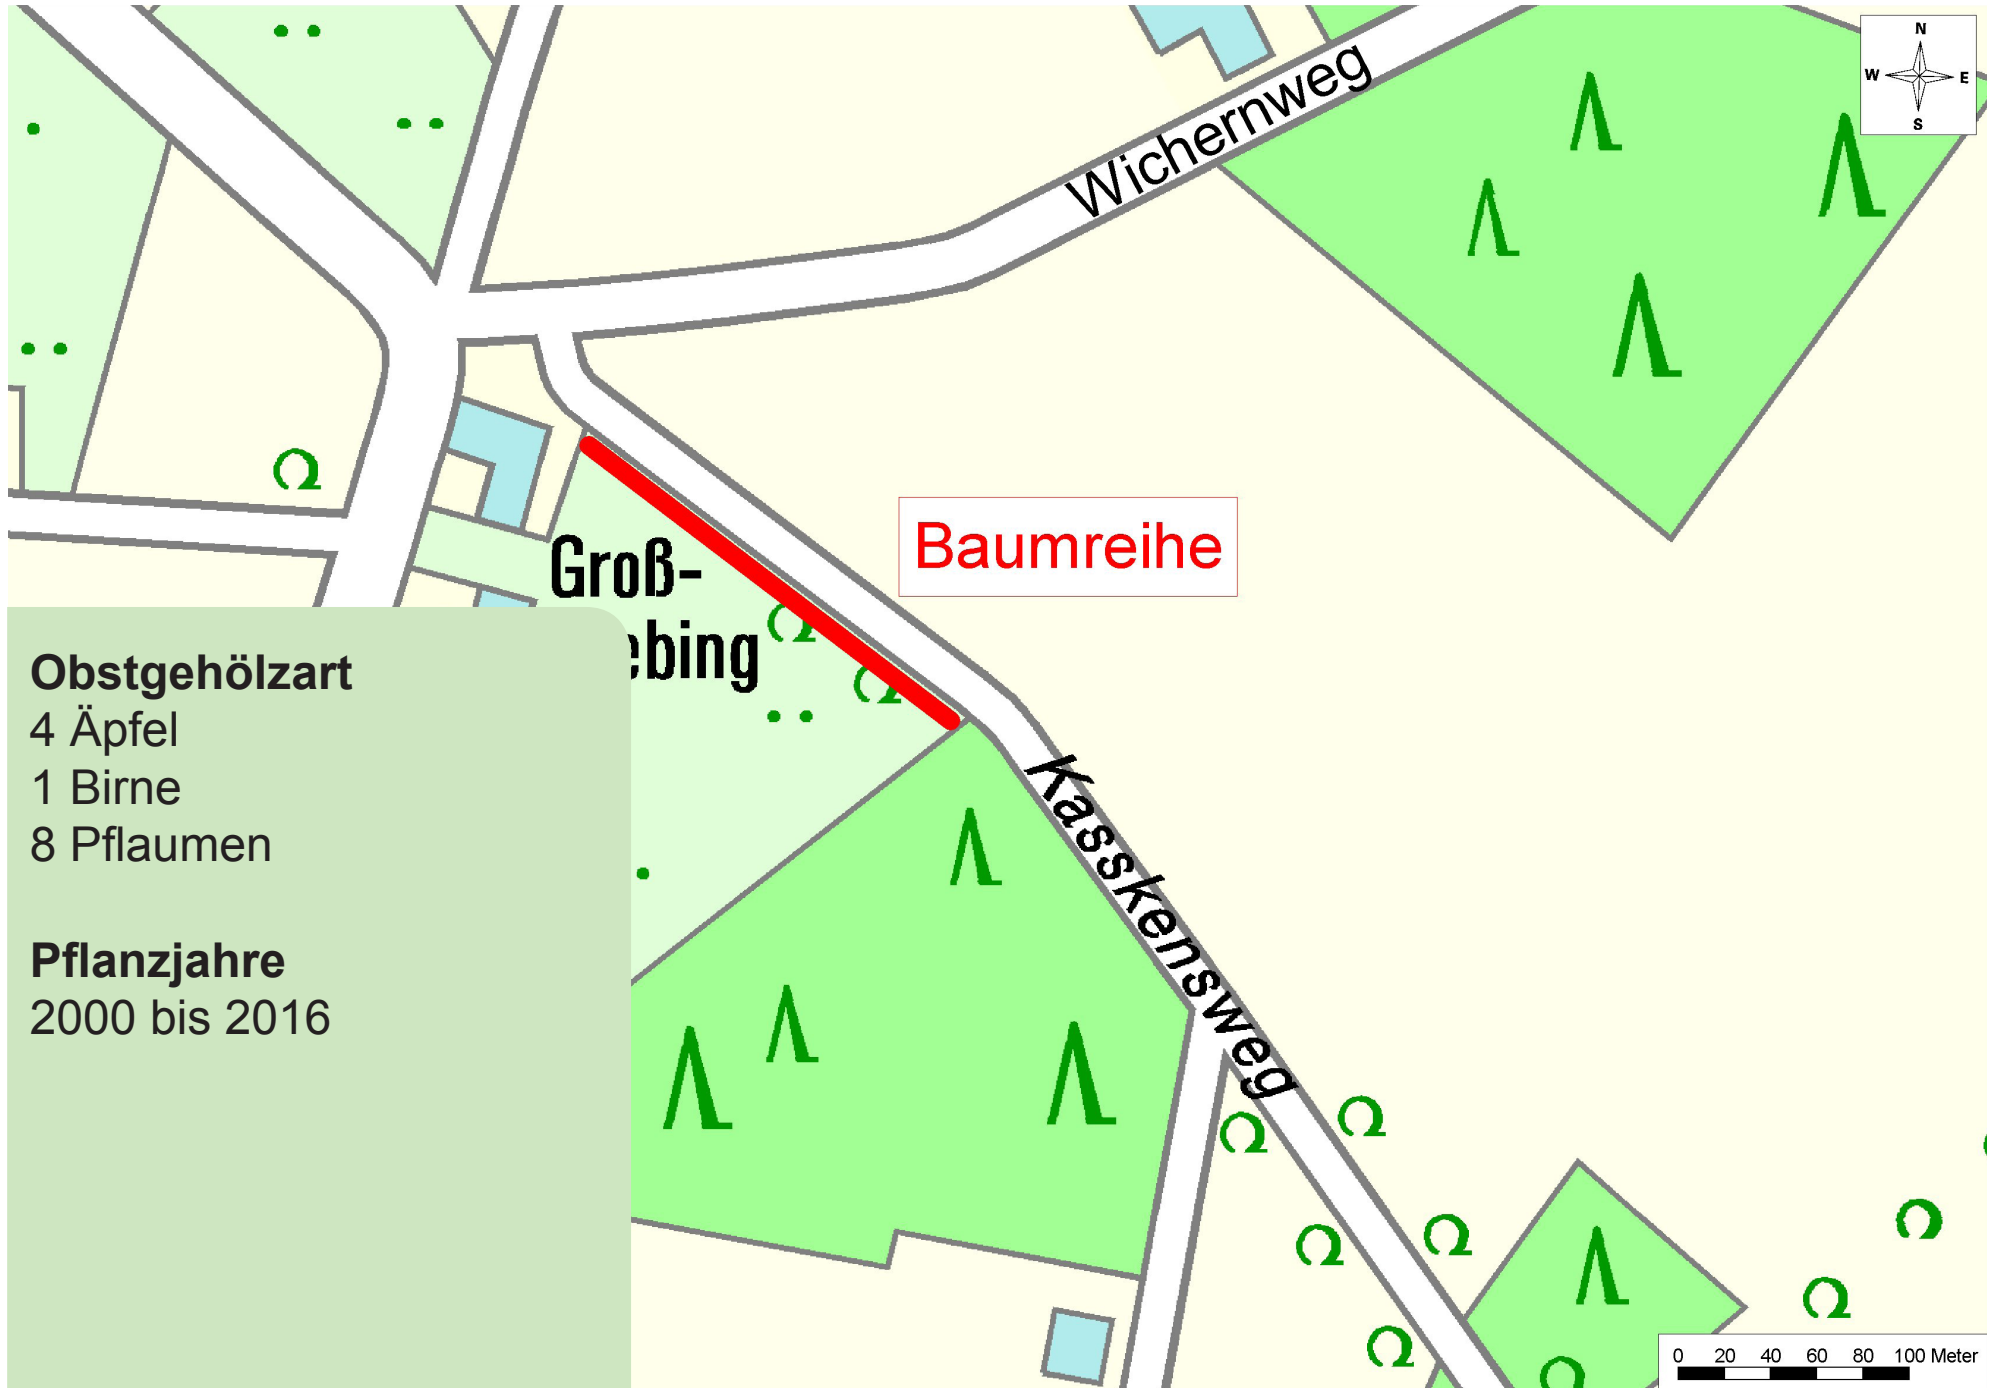 N
W E
S
Wichernweg
Baumreihe
Groß-
ebing
Kasskensweg
Obstgehölzart
4 Äpfel
1 Birne
8 Pflaumen
Pflanzjahre
2000 bis 2016
0 20 40 60 80 100 Meter